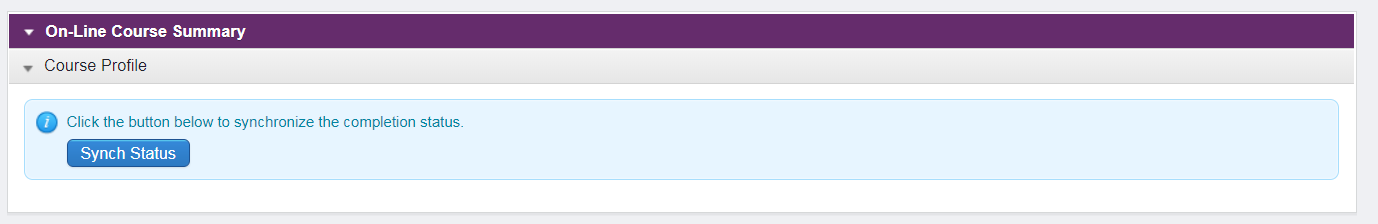 On-Line Course Summary
Course Profile
Click the button below to synchronize the completion status.
Synch Status